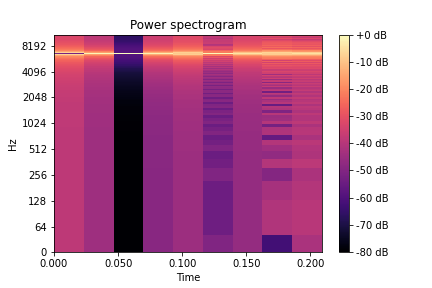 Power spectrogram
Hz
8192
4096
2048
1024
512
256
128
64
0
0.000 0.050 0.100 0.150 0.200
Time
+0 dB
-10 dB
-20 dB
-30 dB
-40 dB
-50 dB
-60 dB
-70 dB
-80 dB